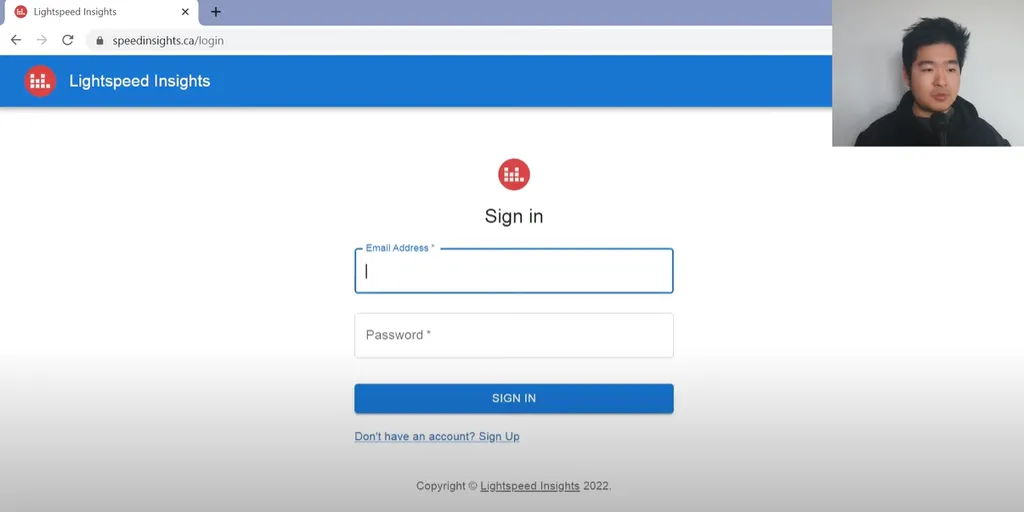 Lightspeed Insights
speedinsights.ca/login
Lightspeed Insights
Sign in
Email Address *
Password *
SIGN IN
Don't have an account? Sign Up
Copyright © Lightspeed Insights 2022.